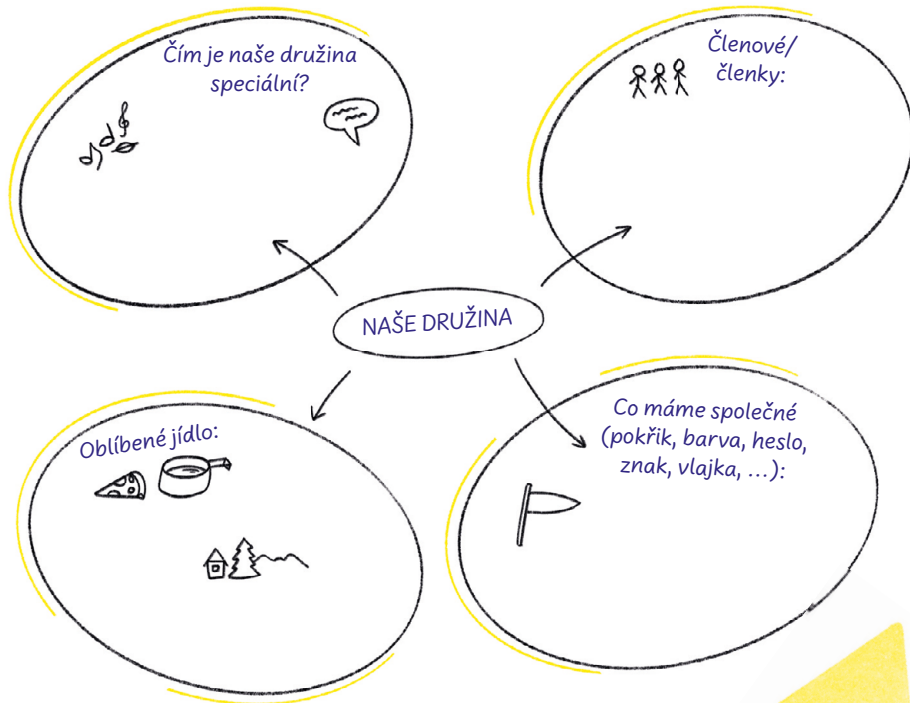 Čím je naše družina
speciální?
Členové/
členky:
NAŠE DRUŽINA
Oblíbené jídlo:
Co máme společné
(pokřik, barva, heslo,
znak, vlajka, ...):